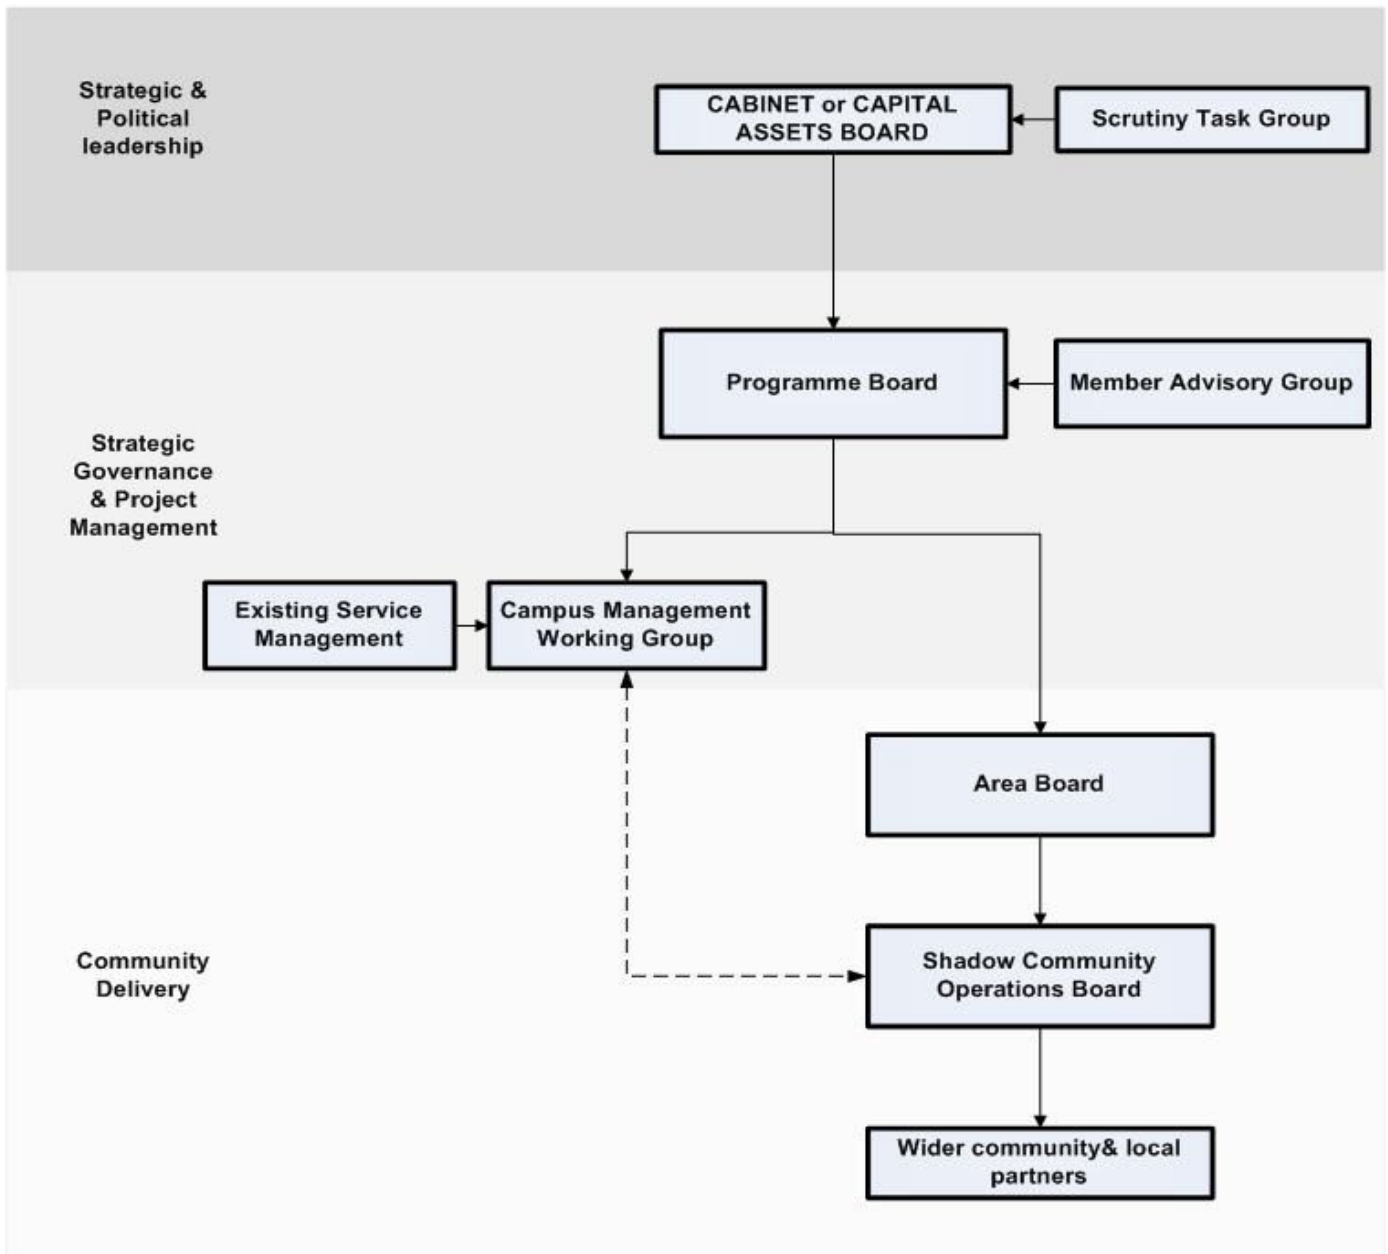 Strategic &
Political
leadership
CABINET or CAPITAL
ASSETS BOARD
Scrutiny Task Group
Programme Board
Member Advisory Group
Strategic
Governance
& Project
Management
Existing Service
Management
Campus Management
Working Group
Area Board
Community
Delivery
Shadow Community
Operations Board
Wider community& local
partners